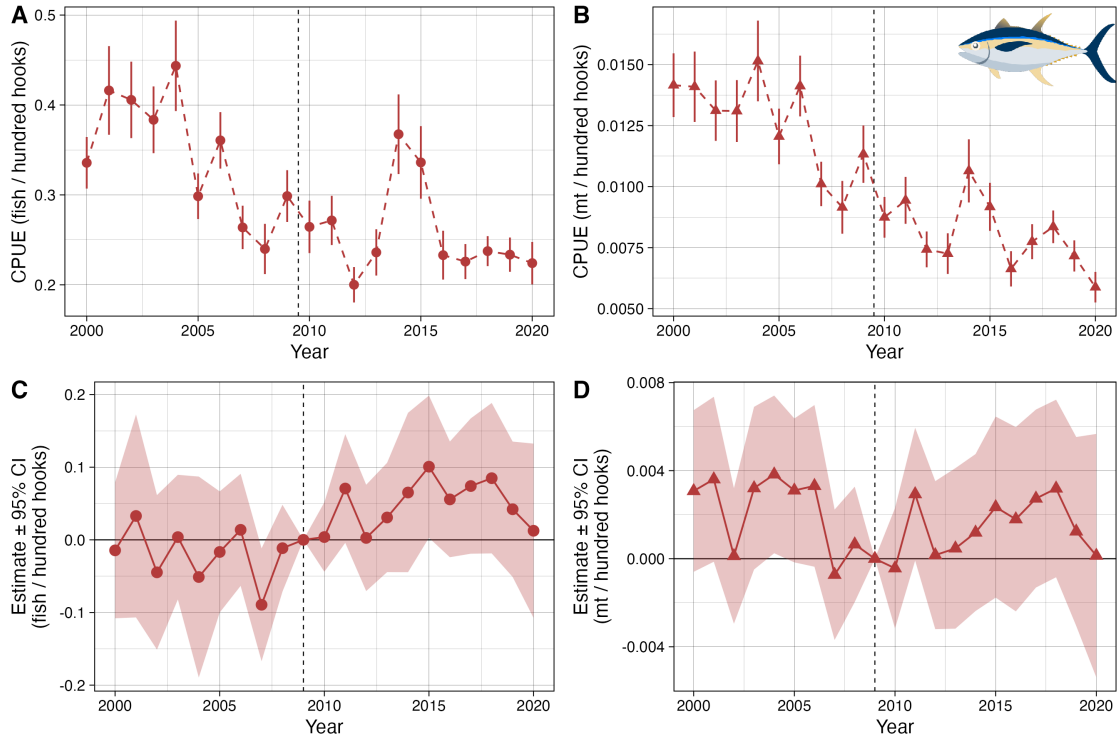 A
CPUE (fish / hundred hooks)
0.5
0.4
0.3
0.2
2000 2005 2010 2015 2020
Year
B
CPUE (mt / hundred hooks)
0.0150
0.0125
0.0100
0.0075
0.0050
2000 2005 2010 2015 2020
Year
C
Estimate ± 95% CI
(fish / hundred hooks)
0.2
0.1
0.0
-0.1
-0.2
2000 2005 2010 2015 2020
Year
D
Estimate ± 95% CI
(mt / hundred hooks)
0.008
0.004
0.000
-0.004
2000 2005 2010 2015 2020
Year